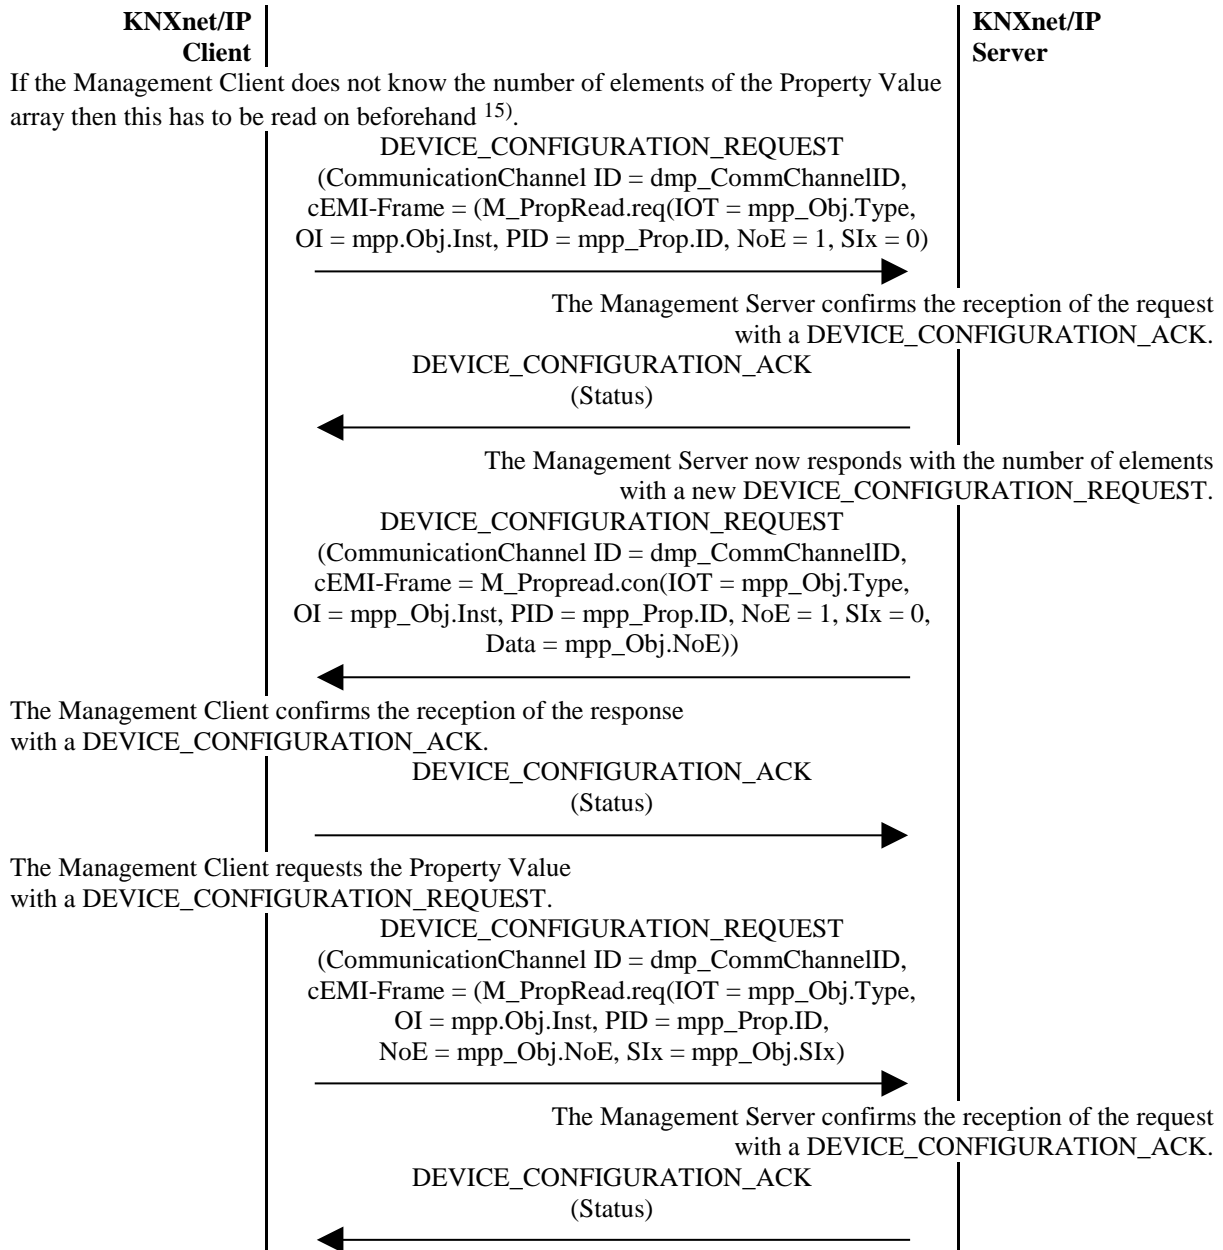 KNXnet/IP
Client
KNXnet/IP
Server
If the Management Client does not know the number of elements of the Property Value
array then this has to be read on beforehand 15).
DEVICE_CONFIGURATION_REQUEST
(CommunicationChannel ID = dmp_CommChannelID,
cEMI-Frame = (M_PropRead.req(IOT = mpp_Obj.Type,
OI = mpp.Obj.Inst, PID = mpp_Prop.ID, NoE = 1, SIx = 0)
The Management Server confirms the reception of the request
with a DEVICE_CONFIGURATION_ACK.
DEVICE_CONFIGURATION_ACK
(Status)
The Management Server now responds with the number of elements
with a new DEVICE_CONFIGURATION_REQUEST.
DEVICE_CONFIGURATION_REQUEST
(CommunicationChannel ID = dmp_CommChannelID,
cEMI-Frame = M_Propread.con(IOT = mpp_Obj.Type,
OI = mpp_Obj.Inst, PID = mpp_Prop.ID, NoE = 1, SIx = 0,
Data = mpp_Obj.NoE))
The Management Client confirms the reception of the response
with a DEVICE_CONFIGURATION_ACK.
DEVICE_CONFIGURATION_ACK
(Status)
The Management Client requests the Property Value
with a DEVICE_CONFIGURATION_REQUEST.
DEVICE_CONFIGURATION_REQUEST
(CommunicationChannel ID = dmp_CommChannelID,
cEMI-Frame = (M_PropRead.req(IOT = mpp_Obj.Type,
OI = mpp.Obj.Inst, PID = mpp_Prop.ID,
NoE = mpp_Obj.NoE, SIx = mpp_Obj.SIx)
The Management Server confirms the reception of the request
with a DEVICE_CONFIGURATION_ACK.
DEVICE_CONFIGURATION_ACK
(Status)